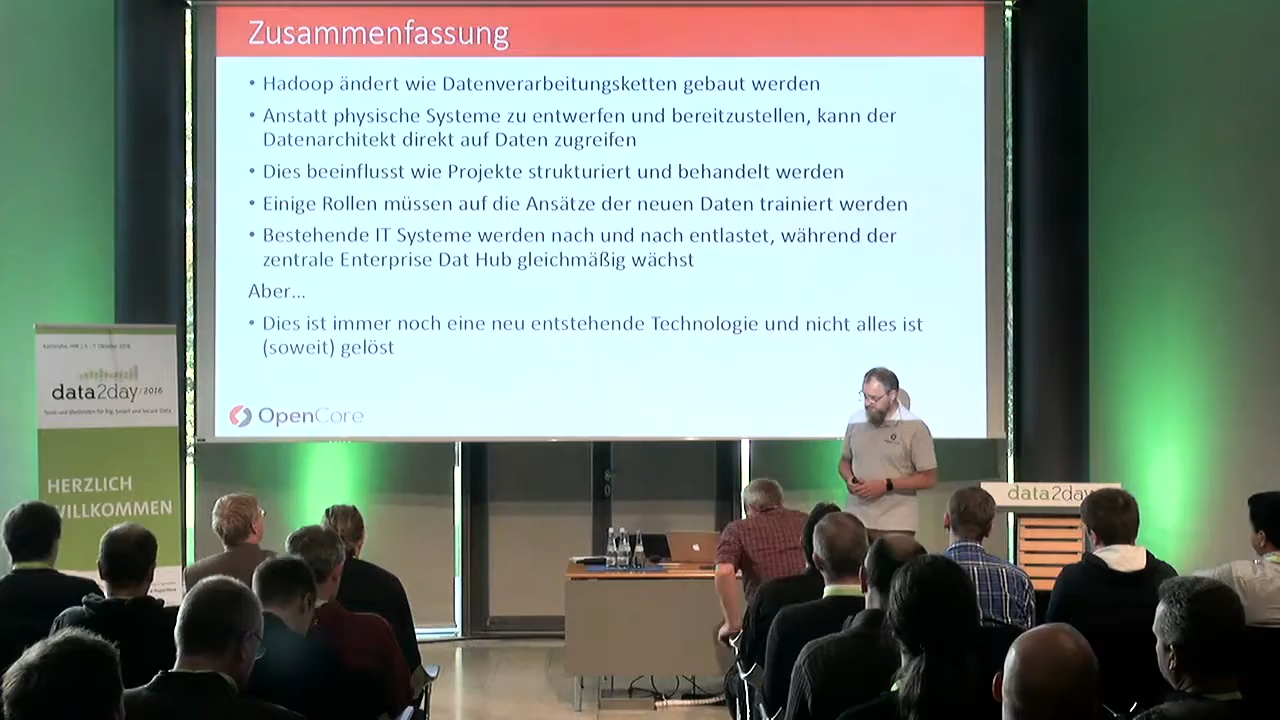 Zusammenfassung
• Hadoop ändert wie Datenverarbeitungsketten gebaut werden
• Anstatt physische Systeme zu entwerfen und bereitzustellen, kann der
Datenarchitekt direkt auf Daten zugreifen
• Dies beeinflusst wie Projekte strukturiert und behandelt werden
• Einige Rollen müssen auf die Ansätze der neuen Daten trainiert werden
• Bestehende IT Systeme werden nach und nach entlastet, während der
zentrale Enterprise Dat Hub gleichmäßig wächst
Aber...
• Dies ist immer noch eine neu entstehende Technologie und nicht alles ist
(soweit) gelöst
OpenCore
data2day/2016
HERZLICH
WILLKOMMEN
data2day